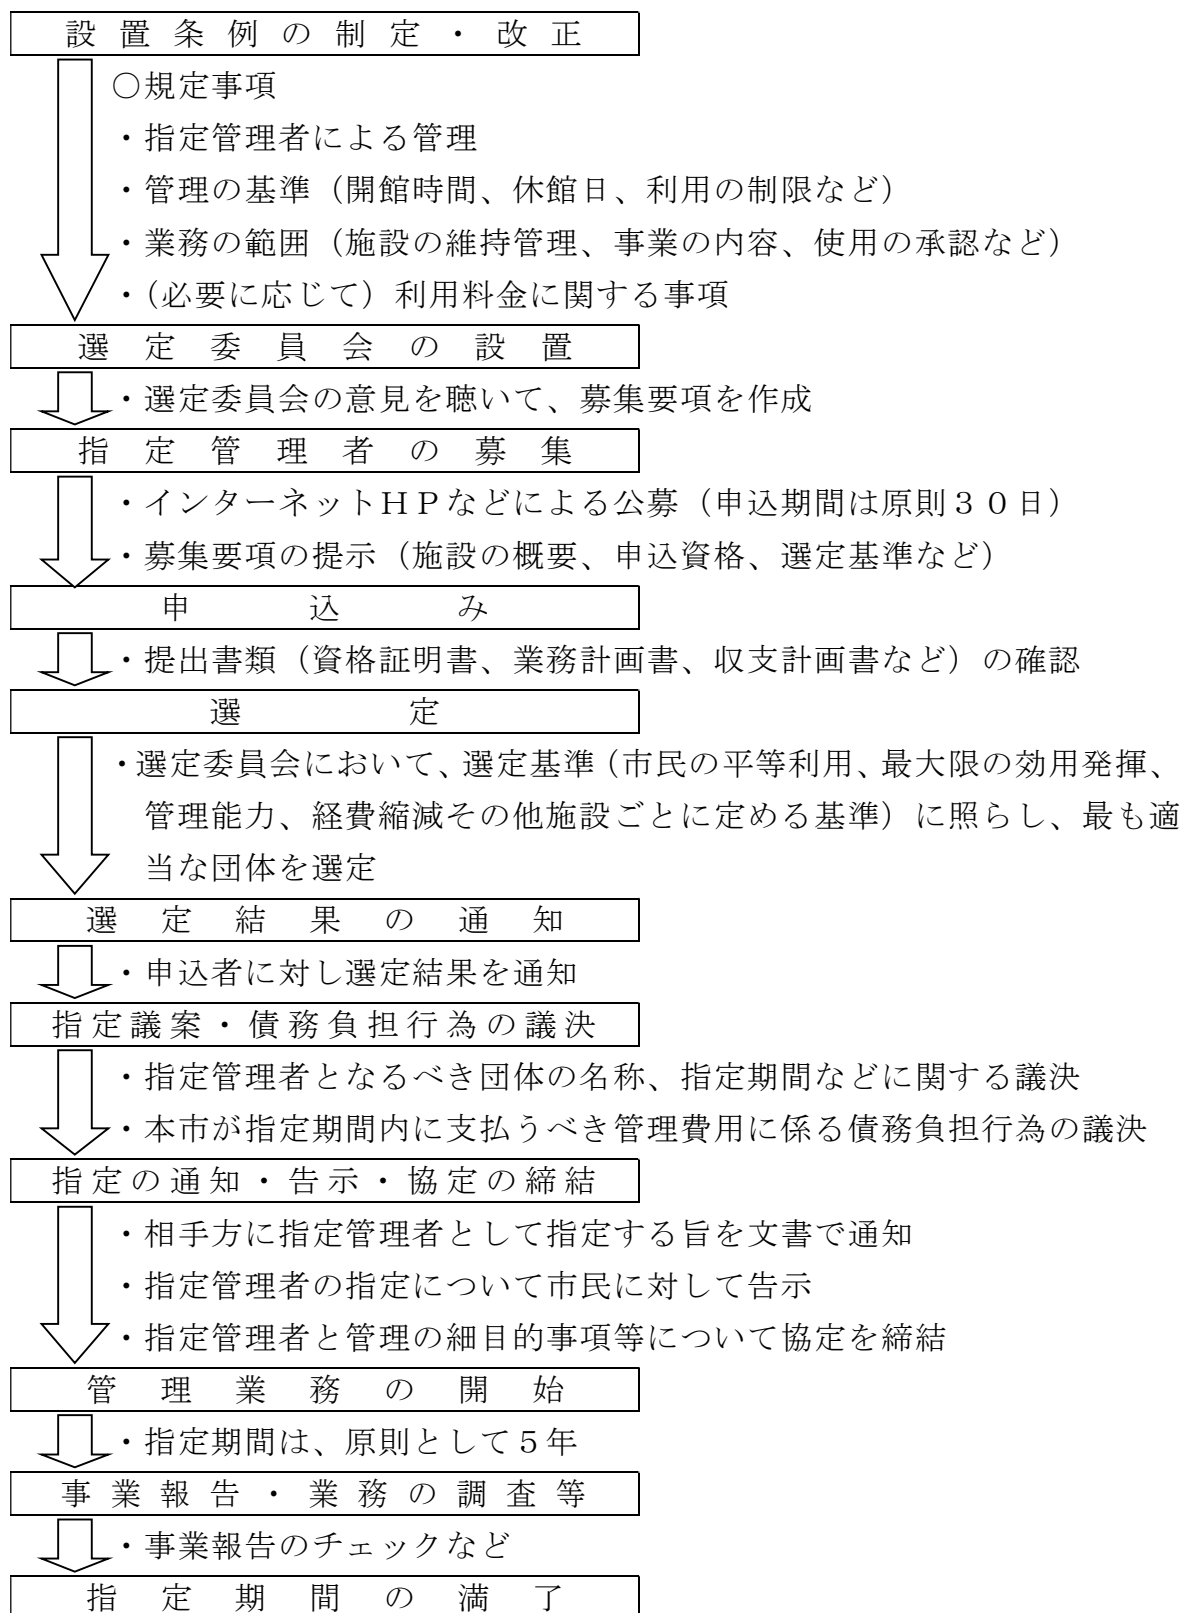 設置条例の制定・改正
○規定事項
・指定管理者による管理
・管理の基準（開館時間、休館日、利用の制限など）
・業務の範囲（施設の維持管理、事業の内容、使用の承認など）
・（必要に応じて）利用料金に関する事項
選定委員会の設置
・選定委員会の意見を聴いて、募集要項を作成
指定管理者の募集
・インターネットＨＰなどによる公募（申込期間は原則３０日）
・募集要項の提示（施設の概要、申込資格、選定基準など）
申込み
・提出書類（資格証明書、業務計画書、収支計画書など）の確認
選定
・選定委員会において、選定基準（市民の平等利用、最大限の効用発揮、
管理能力、経費縮減その他施設ごとに定める基準）に照らし、最も適
当な団体を選定
選定結果の通知
・申込者に対し選定結果を通知
指定議案・債務負担行為の議決
・指定管理者となるべき団体の名称、指定期間などに関する議決
・本市が指定期間内に支払うべき管理費用に係る債務負担行為の議決
指定の通知・告示・協定の締結
・相手方に指定管理者として指定する旨を文書で通知
・指定管理者の指定について市民に対して告示
・指定管理者と管理の細目的事項等について協定を締結
管理業務の開始
・指定期間は、原則として５年
事業報告・業務の調査等
・事業報告のチェックなど
指定期間の満了